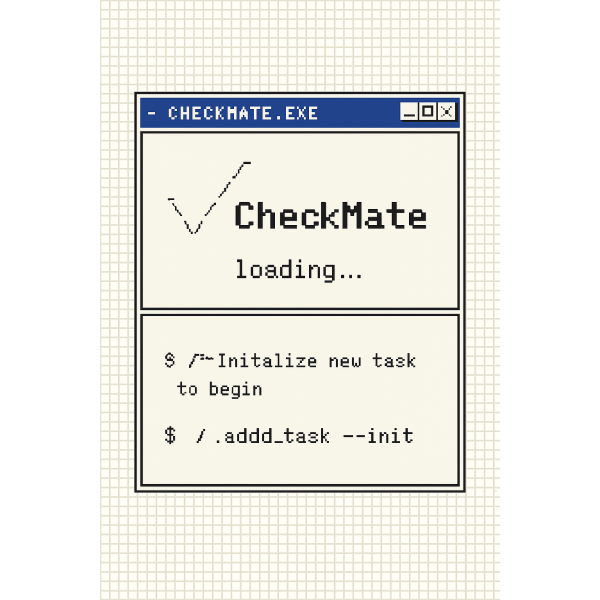 - CHECKMATE.EXE
CheckMate
loading...
$ / Initalize new task
to begin
$ / .addd_task --init